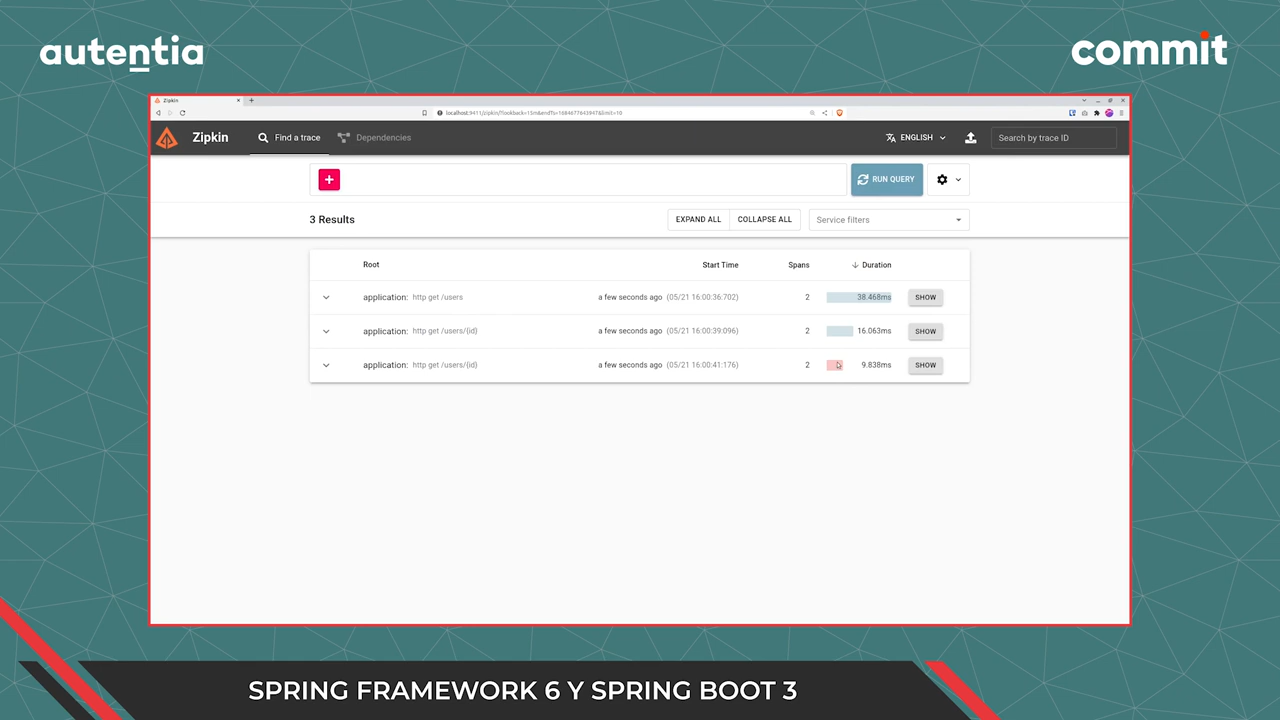 autentia
commit
Zipkin
Zipkin
Find a trace
Dependencies
ENGLISH
Search by trace ID
+
RUN QUERY
3 Results
EXPAND ALL
COLLAPSE ALL
Service filters
Root
Start Time
Spans
Duration
application: http get /users
a few seconds ago (05/21 16:00:36:702)
2
38.468ms
SHOW
application: http get /users/{id}
a few seconds ago (05/21 16:00:39:096)
2
16.063ms
SHOW
application: http get /users/{id}
a few seconds ago (05/21 16:00:41:176)
2
9.838ms
SHOW
SPRING FRAMEWORK 6 Y SPRING BOOT 3